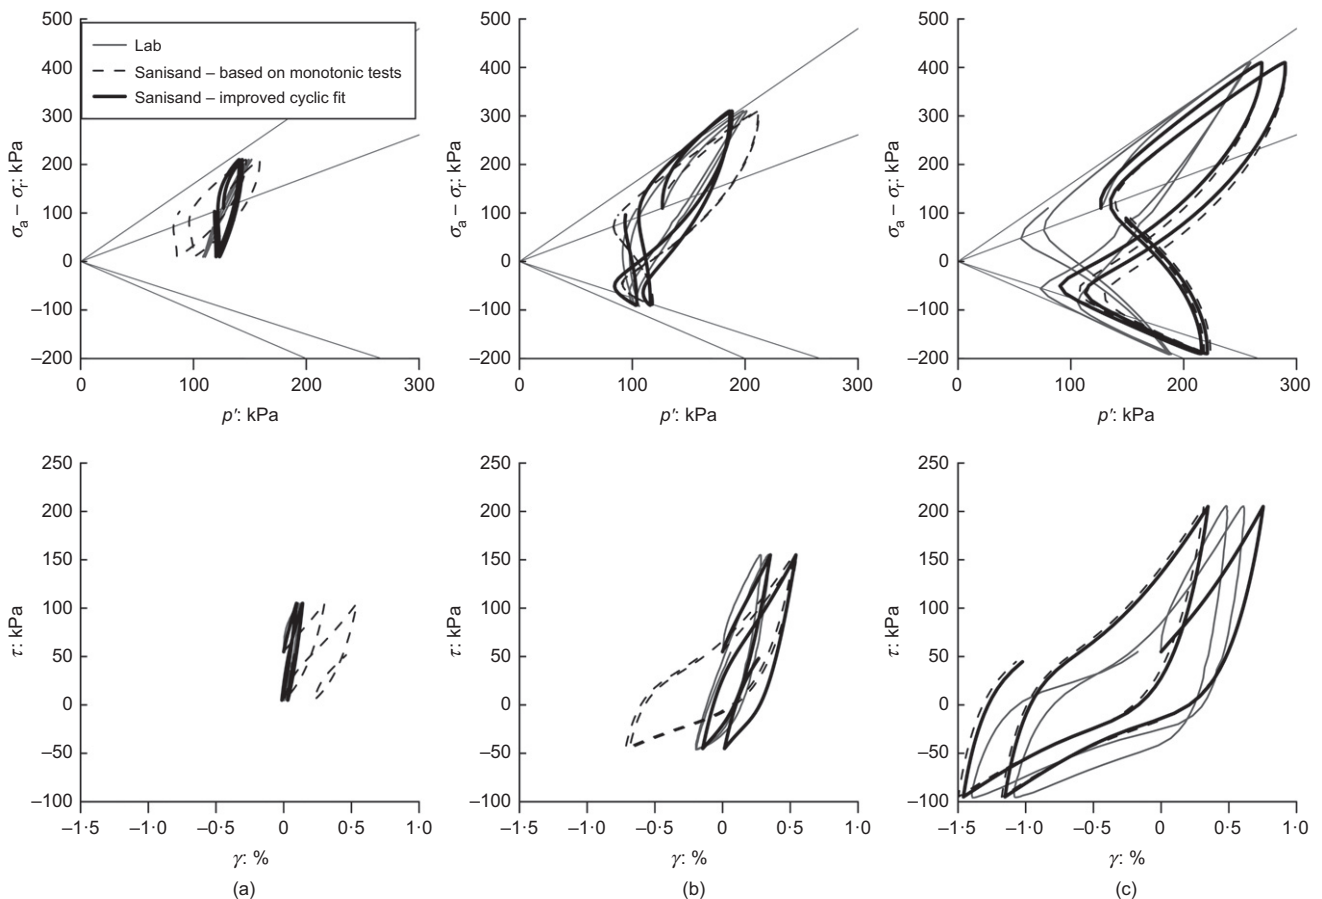 500
400
300
200
100
0
–100
–200
σa – σr: kPa
Lab
Sanisand – based on monotonic tests
Sanisand – improved cyclic fit
0 100 200 300
p′: kPa
500
400
300
200
100
0
–100
–200
σa – σr: kPa
0 100 200 300
p′: kPa
500
400
300
200
100
0
–100
–200
σa – σr: kPa
0 100 200 300
p′: kPa
250
200
150
100
50
0
–50
–100
τ: kPa
–1·5 –1·0 –0·5 0 0·5 1·0
γ: %
(a)
250
200
150
100
50
0
–50
–100
τ: kPa
–1·5 –1·0 –0·5 0 0·5 1·0
γ: %
(b)
250
200
150
100
50
0
–50
–100
τ: kPa
–1·5 –1·0 –0·5 0 0·5 1·0
γ: %
(c)